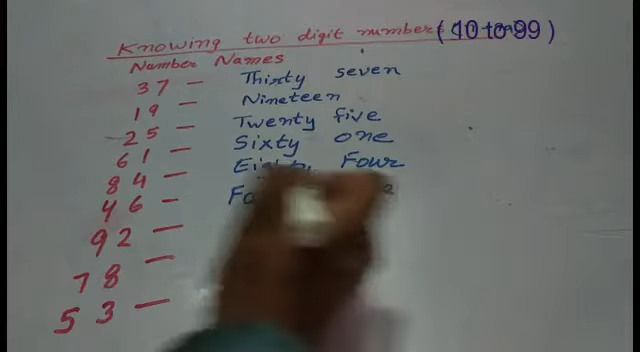 Knowing two digit numbers (10 to 99)
Number Names
37 — Thirty seven
19 — Nineteen
25 — Twenty five
61 — Sixty one
84 — Eighty Four
46 —
92 —
78 —
53 —